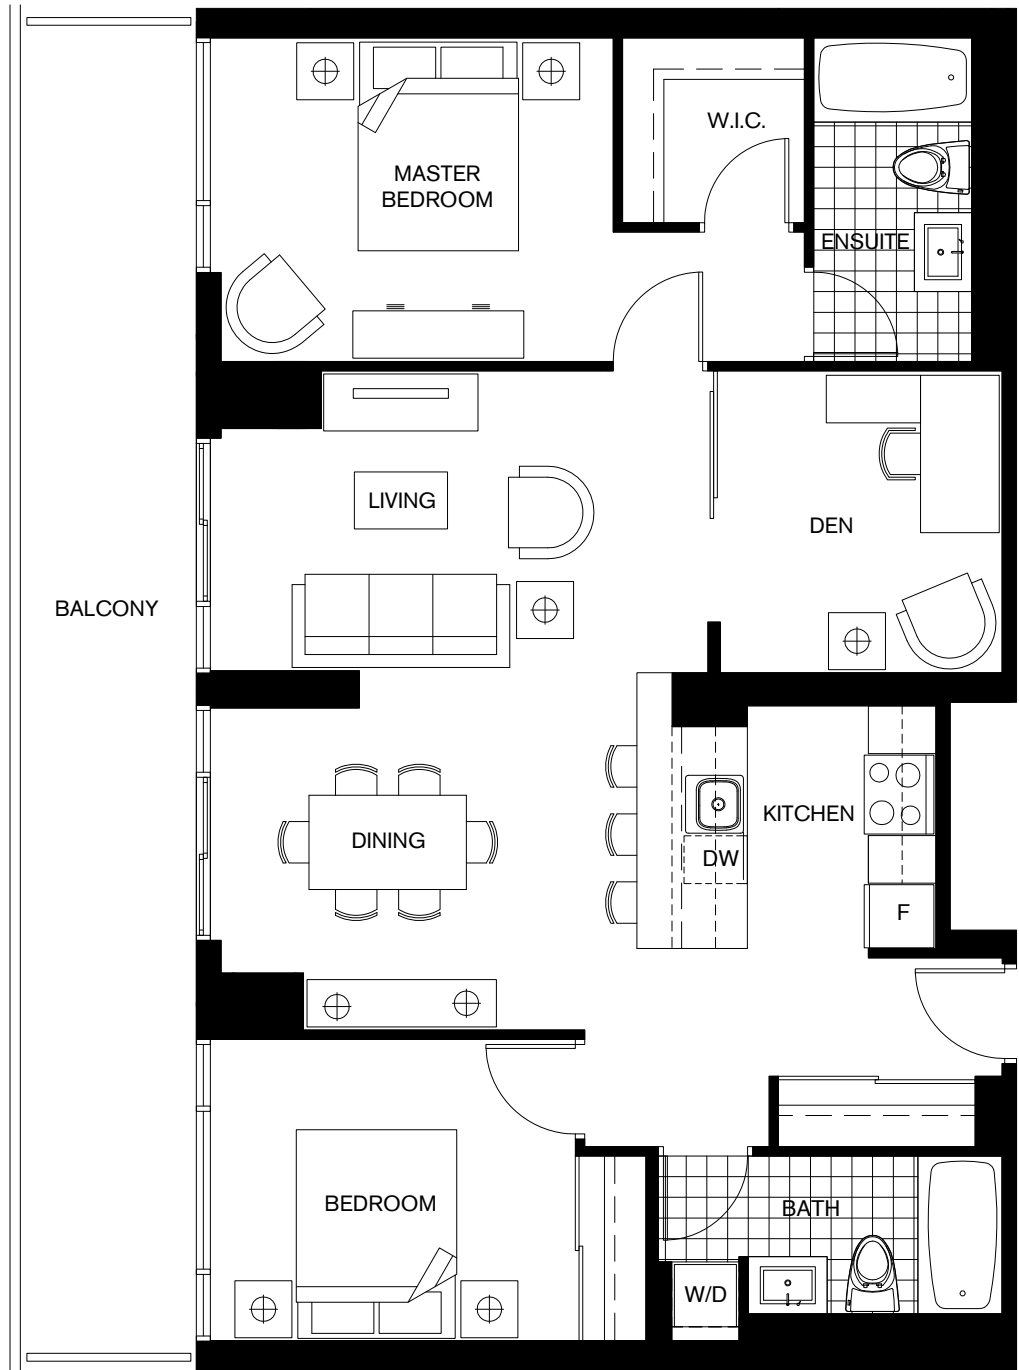 W.I.C.
MASTER
BEDROOM
ENSUITE
LIVING
DEN
BALCONY
KITCHEN
DINING
DW
F
BEDROOM
BATH
W/D